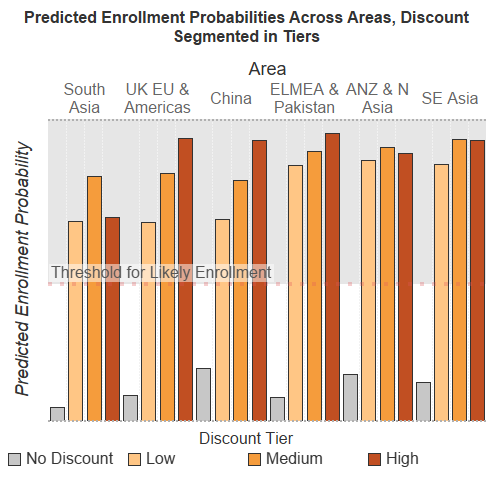 Predicted Enrollment Probabilities Across Areas, Discount
Segmented in Tiers
Area
South
Asia
UK EU &
Americas
China
ELMEA &
Pakistan
ANZ & N
Asia
SE Asia
Predicted Enrollment Probability
Threshold for Likely Enrollment
Discount Tier
No Discount
Low
Medium
High